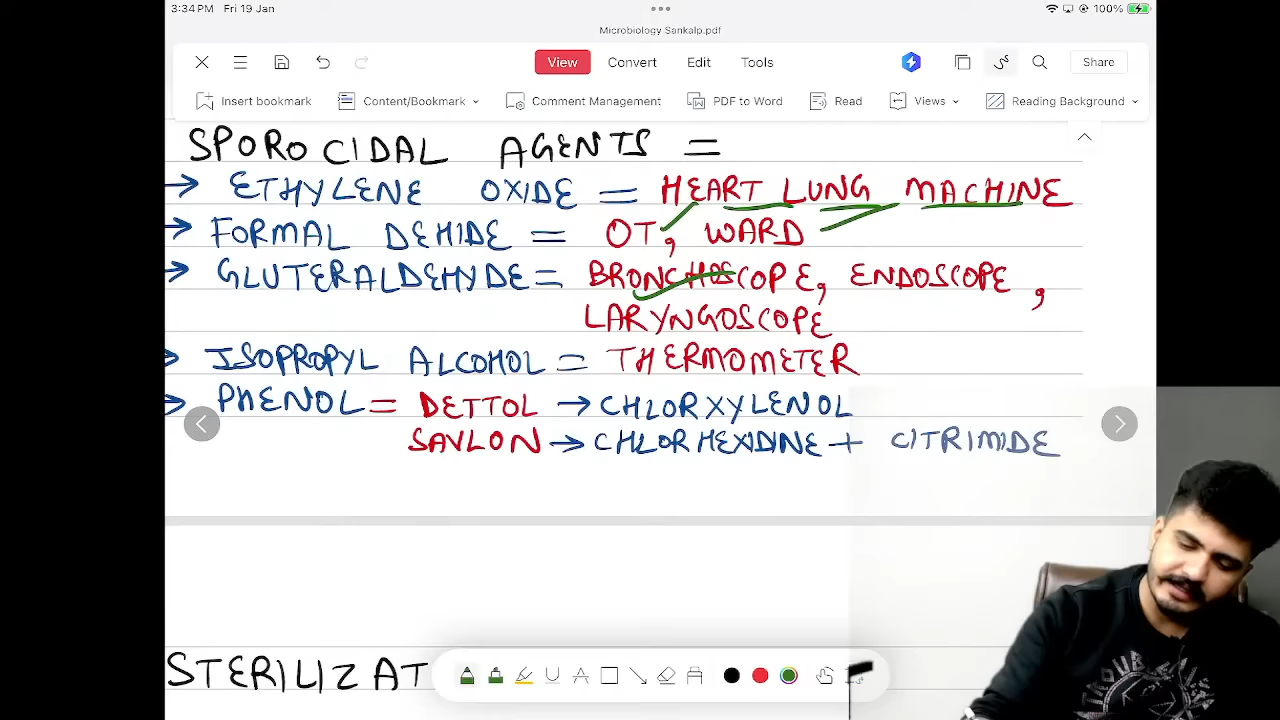 3:34 PM Fri 19 Jan
100%
Microbiology Sankalp.pdf
View Convert Edit Tools Share
Insert bookmark Content/Bookmark Comment Management PDF to Word Read Views Reading Background
SPOROCIDAL AGENTS =
→ ETHYLENE OXIDE = HEART LUNG MACHINE
→ FORMAL DEHIDE = OT, WARD
→ GLUTERALDEHYDE = BRONCHOSCOPE, ENDOSCOPE,
LARYNGOSCOPE
→ ISOPROPYL ALCOHOL = THERMOMETER
→ PHENOL = DETTOL → CHLORXYLENOL
SAVLON → CHLORHEXIDINE + CITRIMIDE
STERILIZAT